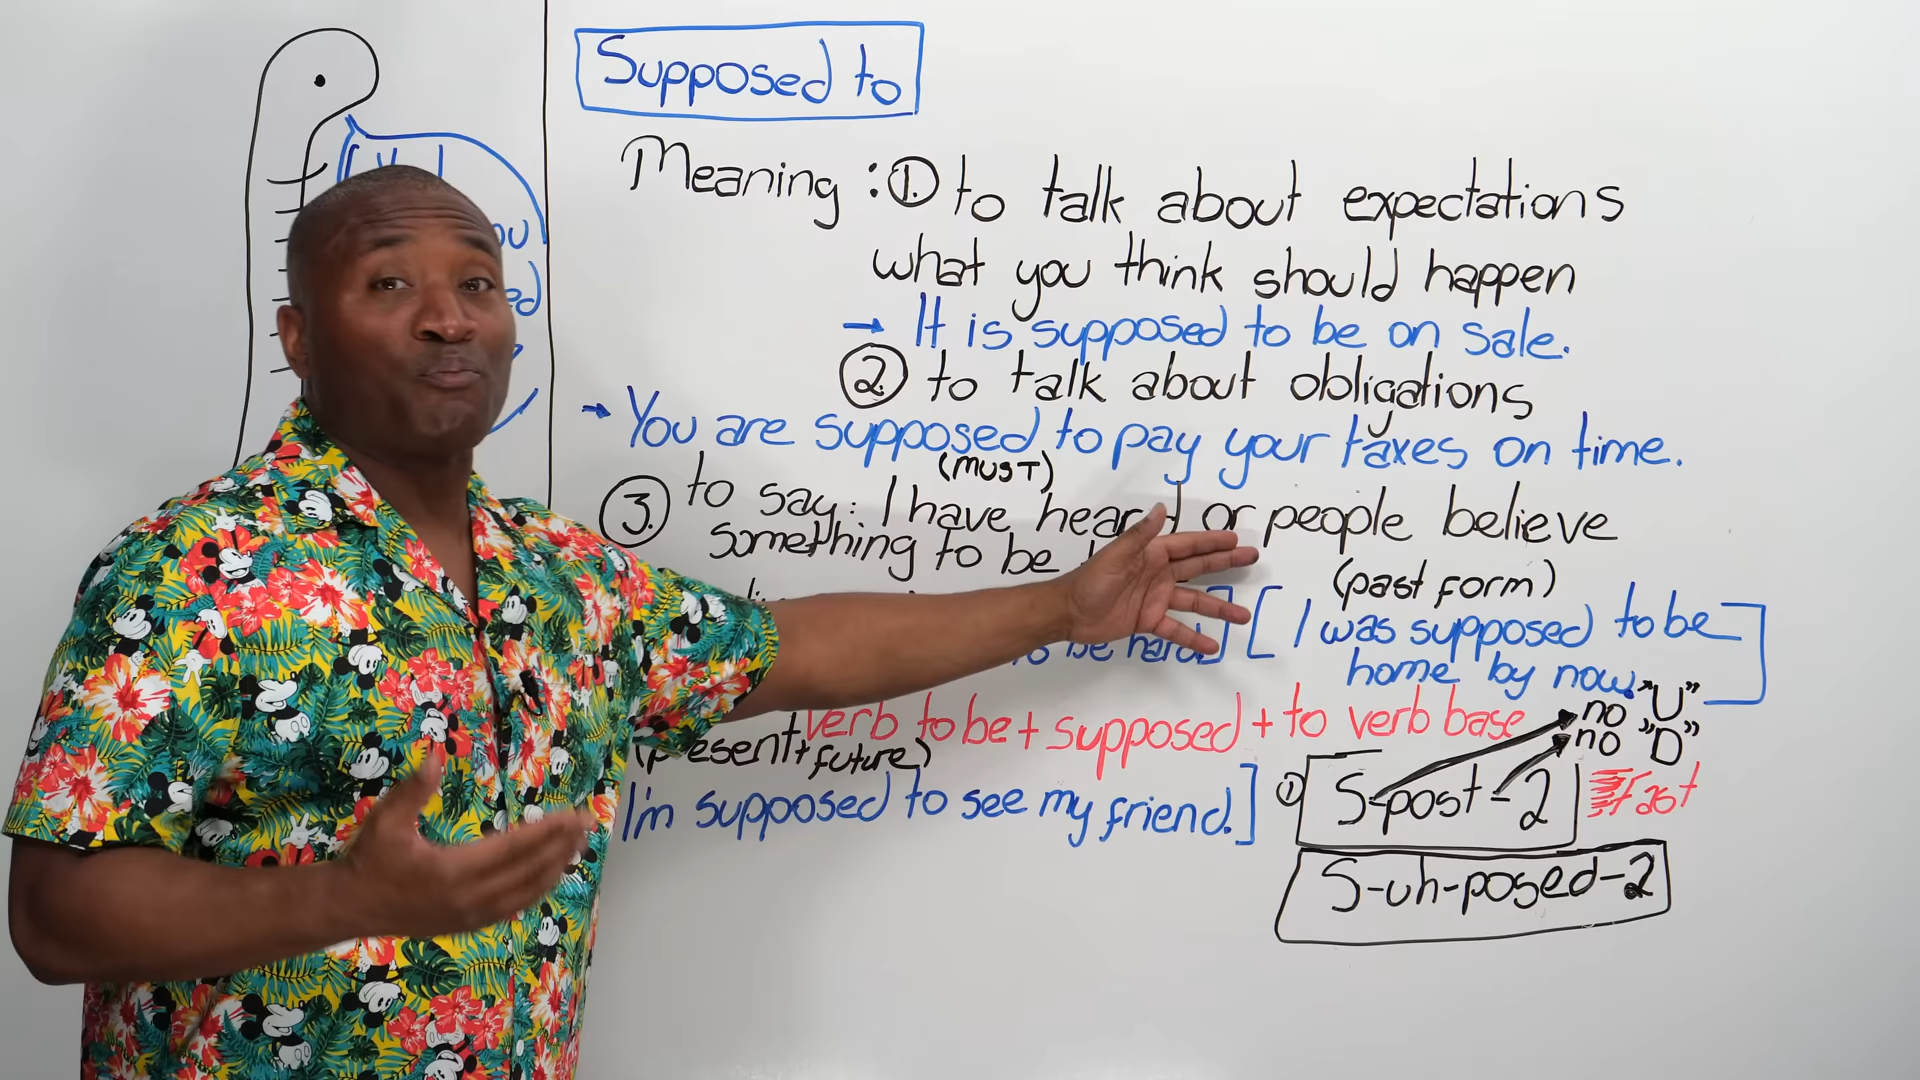 Supposed to
Meaning : 1. to talk about expectations
what you think should happen
→ It is supposed to be on sale.
2. to talk about obligations
→ You are supposed to pay your taxes on time.
(MUST)
3. to say: I have heard or people believe
something to be
(past form)
to be hard.] [I was supposed to be
home by now.]
verb to be + supposed + to verb base
no "U"
no "D"
(present + future)
I'm supposed to see my friend.]
1 S-post-2
Fast
S-uh-posed-2